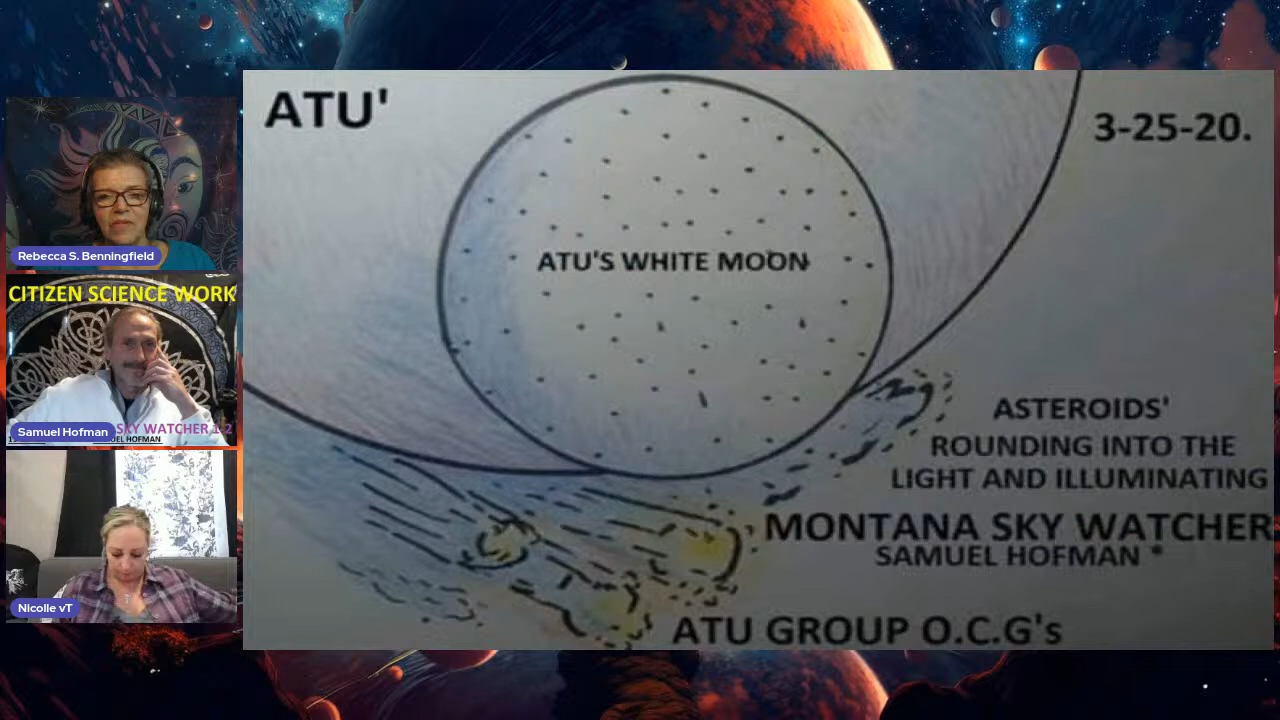 ATU'
3-25-20.
ATU'S WHITE MOON
ASTEROIDS'
ROUNDING INTO THE
LIGHT AND ILLUMINATING
MONTANA SKY WATCHER
SAMUEL HOFMAN *
ATU GROUP O.C.G's
Rebecca S. Benningfield
CITIZEN SCIENCE WORK
SKY WATCHER
HOFMAN
Samuel Hofman
Nicolle vT